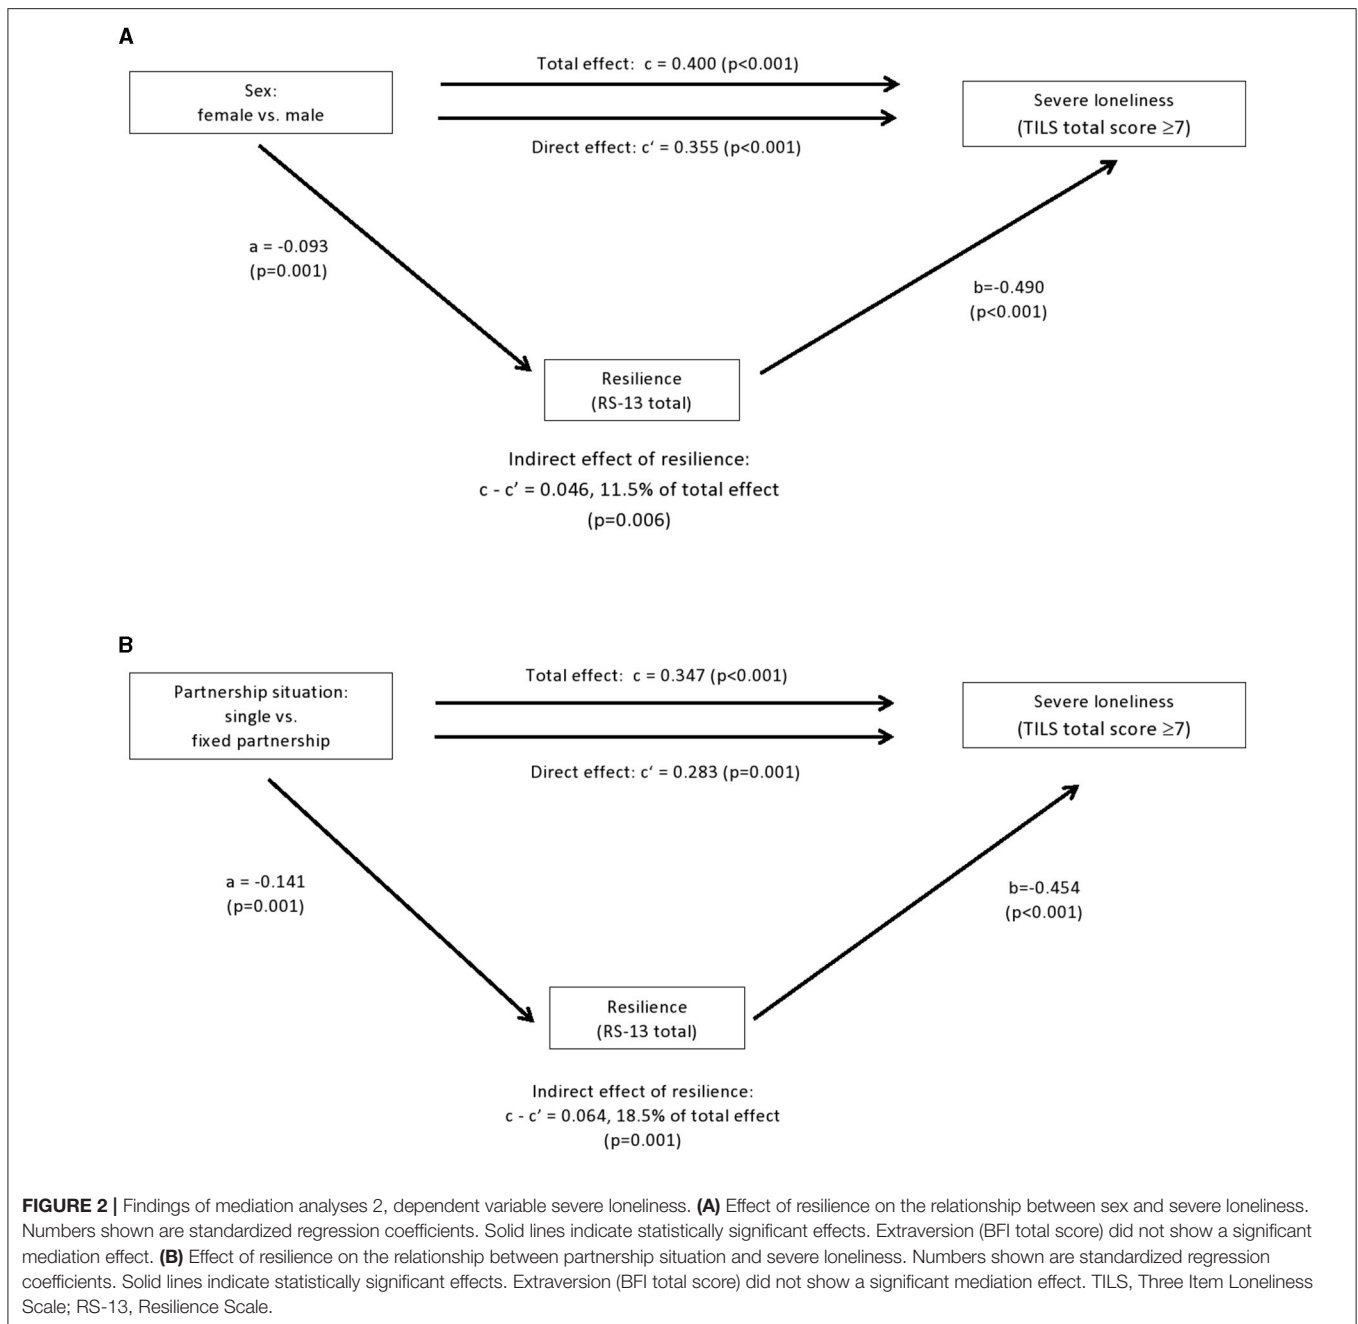 A
Sex:
female vs. male
Total effect: c = 0.400 (p<0.001)
Direct effect: c‘ = 0.355 (p<0.001)
Severe loneliness
(TILS total score ≥7)
a = -0.093
(p=0.001)
b=-0.490
(p<0.001)
Resilience
(RS-13 total)
Indirect effect of resilience:
c - c’ = 0.046, 11.5% of total effect
(p=0.006)
B
Partnership situation:
single vs.
fixed partnership
Total effect: c = 0.347 (p<0.001)
Direct effect: c‘ = 0.283 (p=0.001)
Severe loneliness
(TILS total score ≥7)
a = -0.141
(p=0.001)
b=-0.454
(p<0.001)
Resilience
(RS-13 total)
Indirect effect of resilience:
c - c’ = 0.064, 18.5% of total effect
(p=0.001)
FIGURE 2 | Findings of mediation analyses 2, dependent variable severe loneliness. (A) Effect of resilience on the relationship between sex and severe loneliness.
Numbers shown are standardized regression coefficients. Solid lines indicate statistically significant effects. Extraversion (BFI total score) did not show a significant
mediation effect. (B) Effect of resilience on the relationship between partnership situation and severe loneliness. Numbers shown are standardized regression
coefficients. Solid lines indicate statistically significant effects. Extraversion (BFI total score) did not show a significant mediation effect. TILS, Three Item Loneliness
Scale; RS-13, Resilience Scale.